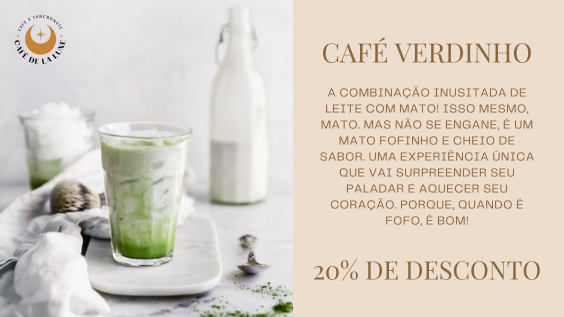 CAFÉ E LANCHONETE
CAFÉ DE LA LUNE
CAFÉ VERDINHO
A COMBINAÇÃO INUSITADA DE
LEITE COM MATO! ISSO MESMO,
MATO. MAS NÃO SE ENGANE, É UM
MATO FOFINHO E CHEIO DE
SABOR. UMA EXPERIÊNCIA ÚNICA
QUE VAI SURPREENDER SEU
PALADAR E AQUECER SEU
CORAÇÃO. PORQUE, QUANDO É
FOFO, É BOM!
20% DE DESCONTO